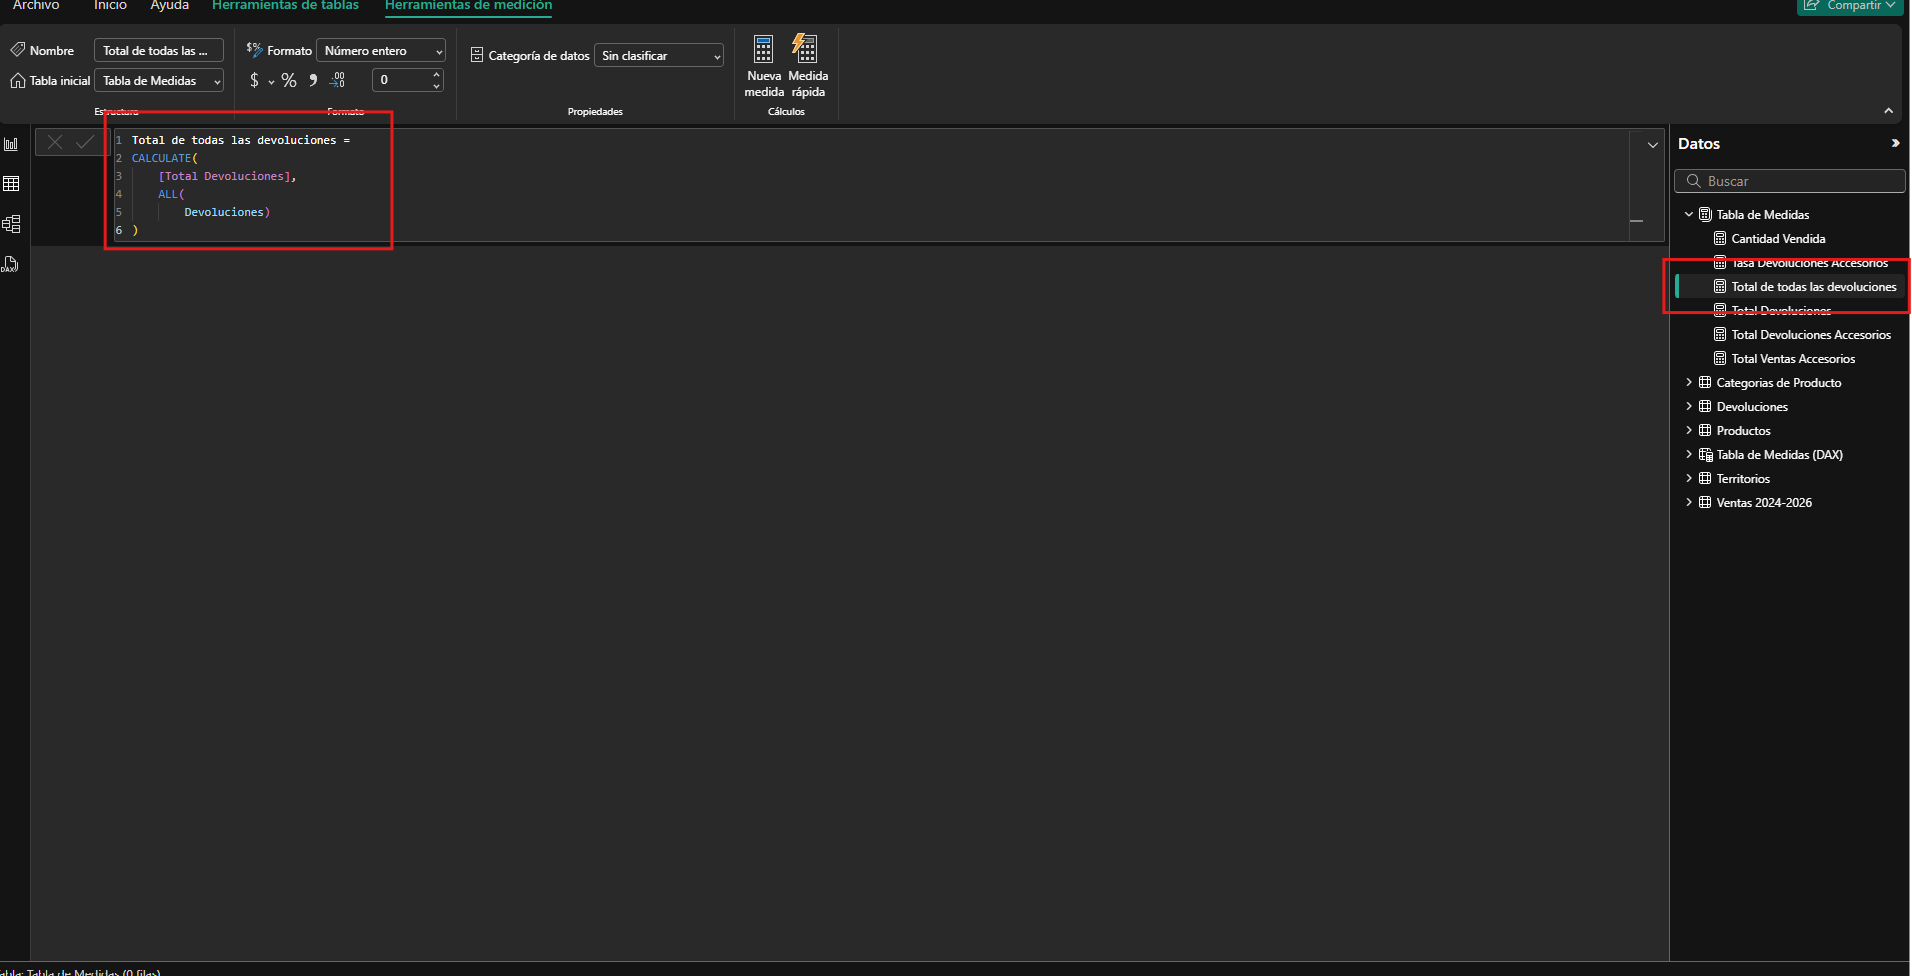 Archivo Inicio Ayuda Herramientas de tablas Herramientas de medición Compartir
Nombre Total de todas las ...
Tabla inicial Tabla de Medidas
Estructura
$% Formato Número entero
$ % , .00 0
Formato
Categoría de datos Sin clasificar
Propiedades
Nueva medida
Medida rápida
Cálculos
1 Total de todas las devoluciones =
2 CALCULATE(
3 [Total Devoluciones],
4 ALL(
5 Devoluciones)
6 )
DAX
Datos
Buscar
Tabla de Medidas
Cantidad Vendida
Tasa Devoluciones Accesorios
Total de todas las devoluciones
Total Devoluciones
Total Devoluciones Accesorios
Total Ventas Accesorios
Categorias de Producto
Devoluciones
Productos
Tabla de Medidas (DAX)
Territorios
Ventas 2024-2026
Tabla: Tabla de Medidas (0 filas)